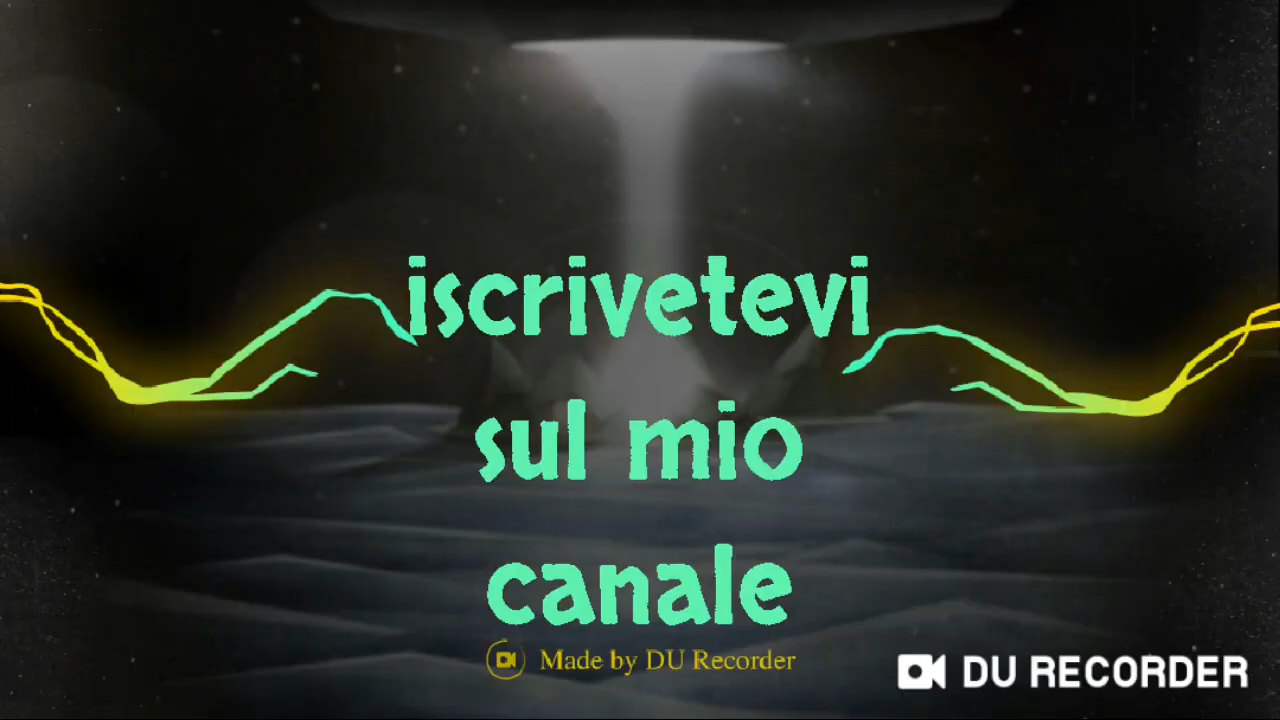 iscrivetevi
sul mio
canale
Made by DU Recorder
DU RECORDER